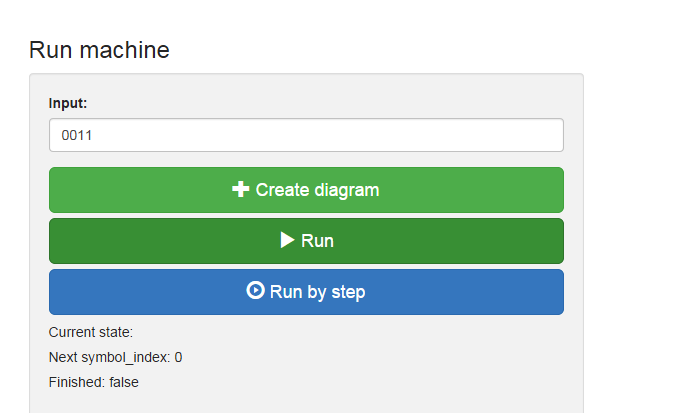 Run machine
Input:
0011
Create diagram
Run
Run by step
Current state:
Next symbol_index: 0
Finished: false